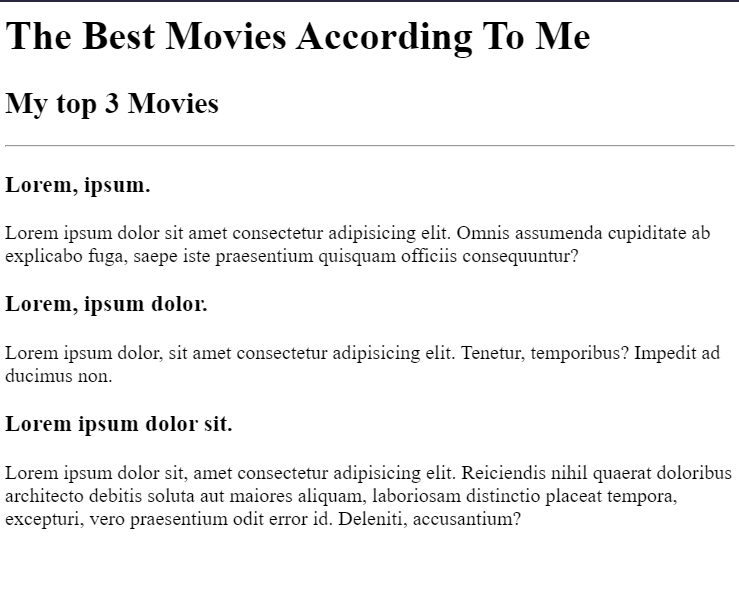 The Best Movies According To Me
My top 3 Movies
Lorem, ipsum.
Lorem ipsum dolor sit amet consectetur adipisicing elit. Omnis assumenda cupiditate ab
explicabo fuga, saepe iste praesentium quisquam officiis consequuntur?
Lorem, ipsum dolor.
Lorem ipsum dolor, sit amet consectetur adipisicing elit. Tenetur, temporibus? Impedit ad
ducimus non.
Lorem ipsum dolor sit.
Lorem ipsum dolor sit, amet consectetur adipisicing elit. Reiciendis nihil quaerat doloribus
architecto debitis soluta aut maiores aliquam, laboriosam distinctio placeat tempora,
excepturi, vero praesentium odit error id. Deleniti, accusantium?